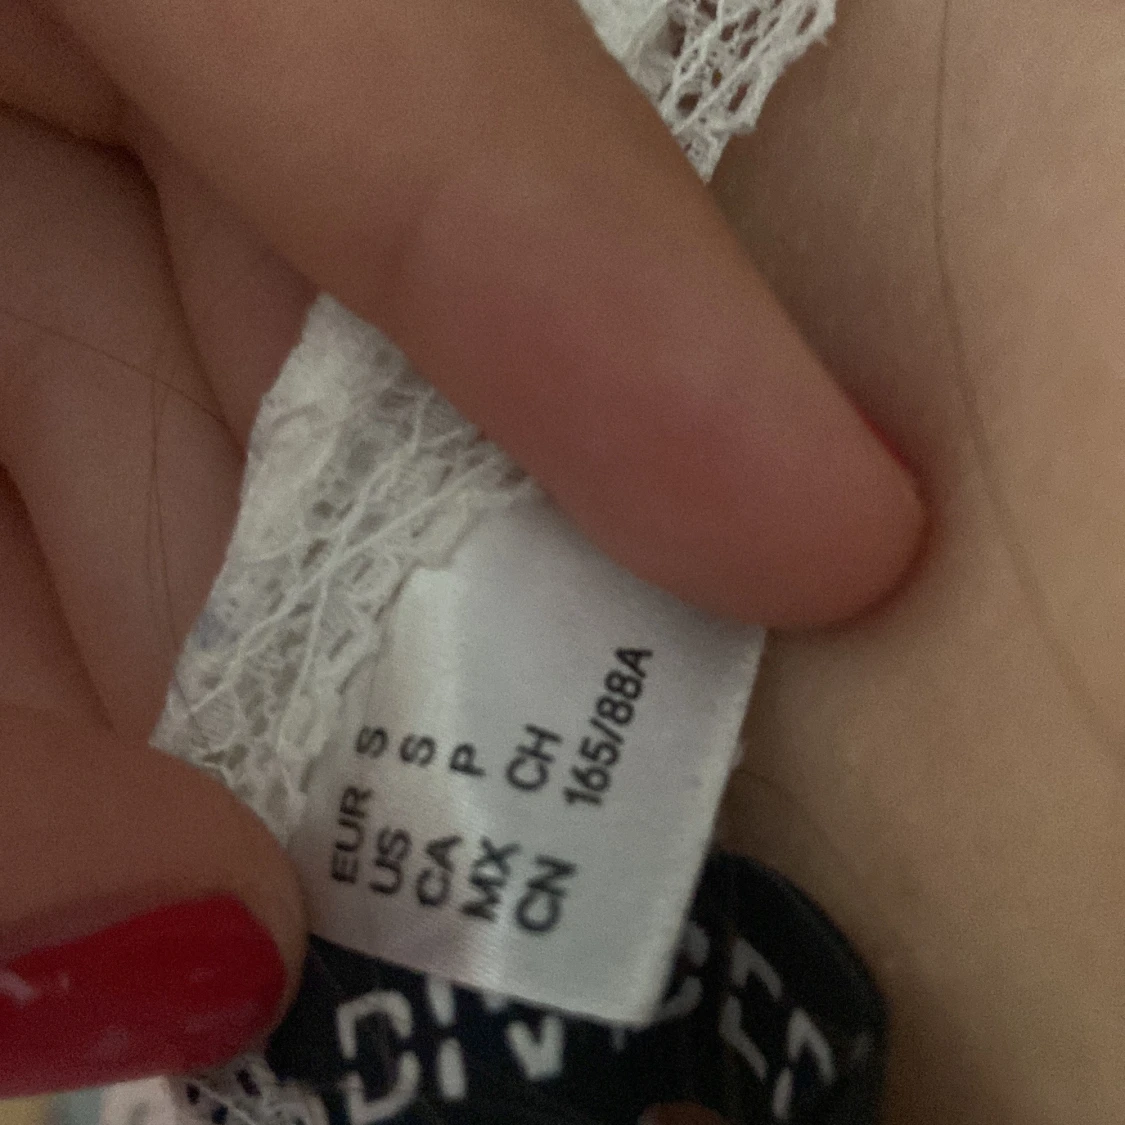 EUR S
US S
CA P
MX CH
CN 165/88A